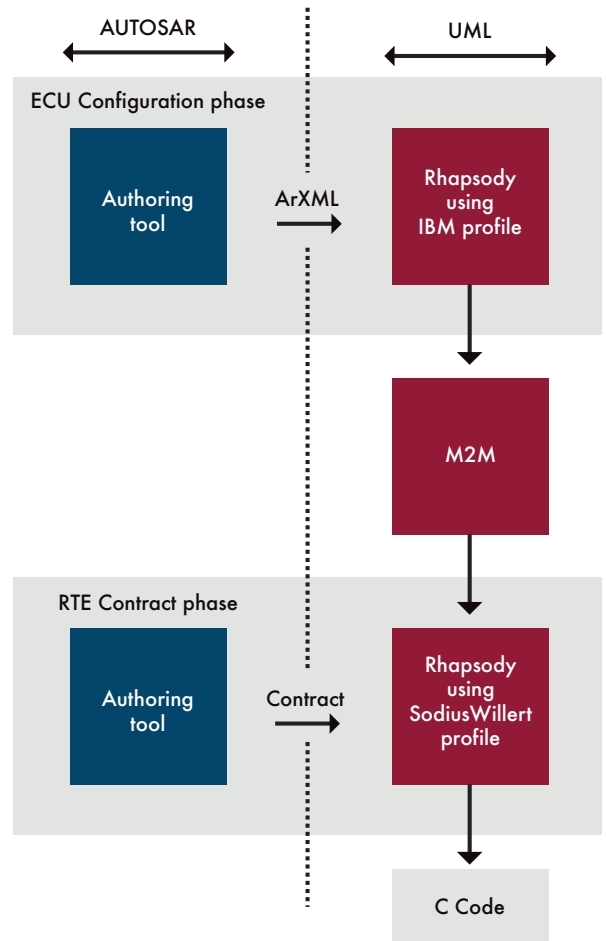 AUTOSAR
UML
ECU Configuration phase
Authoring
tool
ArXML
Rhapsody
using
IBM profile
M2M
RTE Contract phase
Authoring
tool
Contract
Rhapsody
using
SodiusWillert
profile
C Code